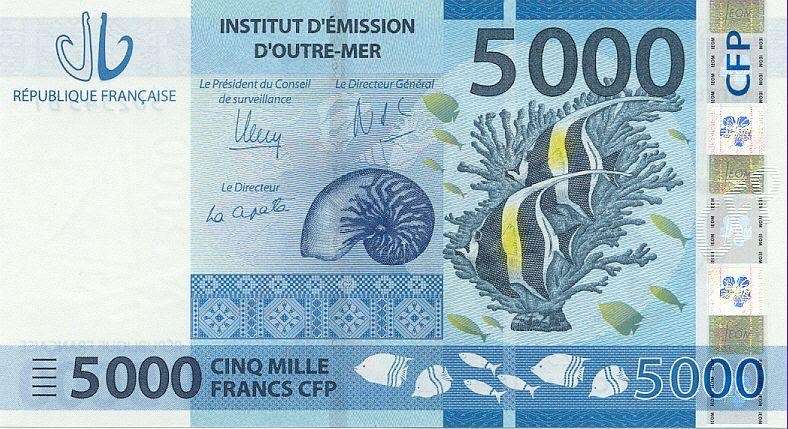 RÉPUBLIQUE FRANÇAISE
INSTITUT D'ÉMISSION
D'OUTRE-MER
Le Président du Conseil
de surveillance
Le Directeur Général
Le Directeur
5000
CFP
5000
CINQ MILLE
FRANCS CFP
5000